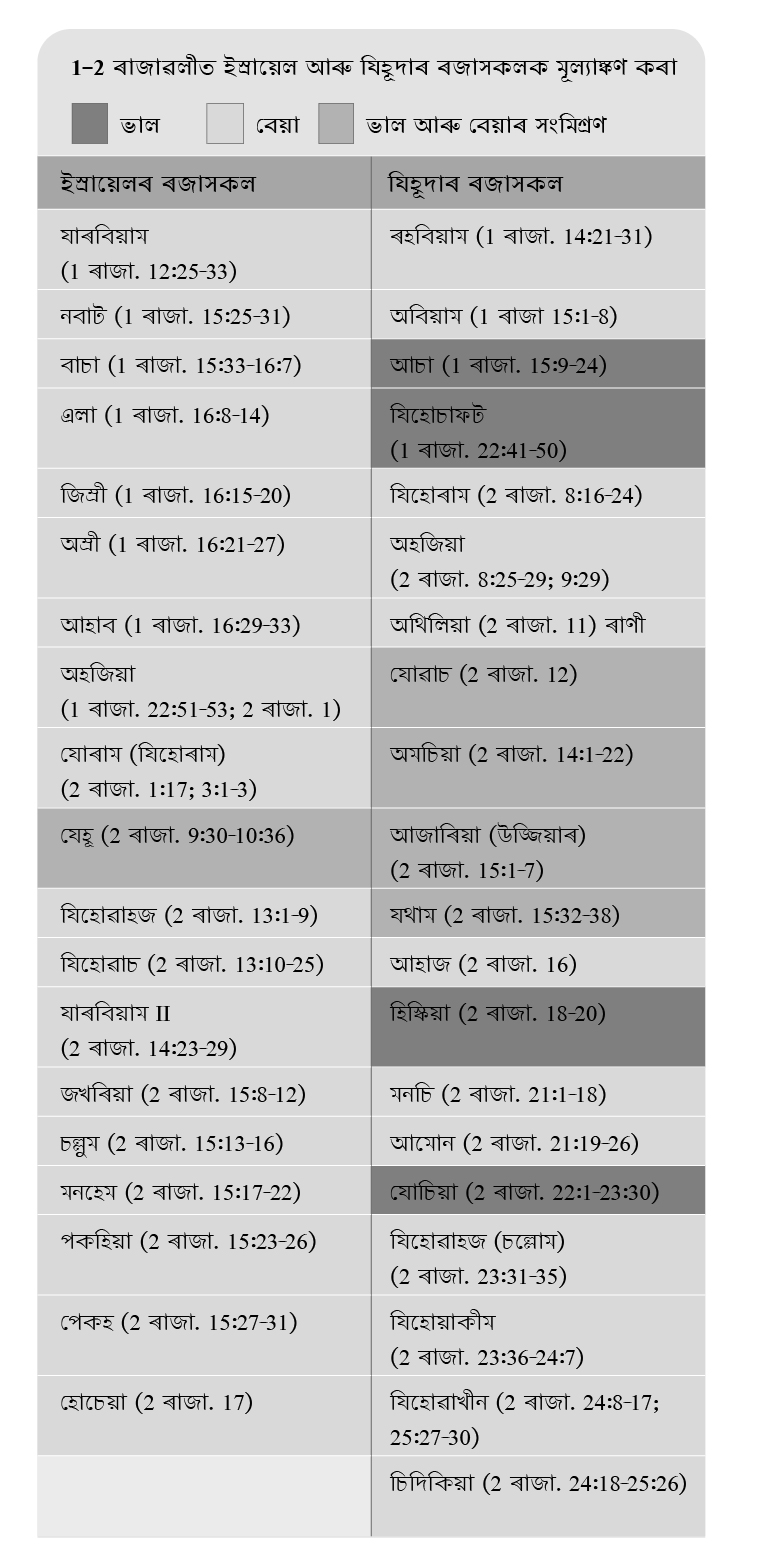 1–2 ৰাজাৱলীত ইস্ৰায়েল আৰু যিহূদাৰ ৰজাসকলক মূল্যাঙ্কণ কৰা
ভাল বেয়া ভাল আৰু বেয়াৰ সংমিশ্ৰণ
ইস্ৰায়েলৰ ৰজাসকল যিহূদাৰ ৰজাসকল
যাৰবিয়াম ৰহবিয়াম (1 ৰাজা. 14:21-31)
(1 ৰাজা. 12:25-33)
নবাট (1 ৰাজা. 15:25-31) অবিয়াম (1 ৰাজা 15:1-8)
বাচা (1 ৰাজা. 15:33-16:7) আচা (1 ৰাজা. 15:9-24)
এলা (1 ৰাজা. 16:8-14) যিহোচাফট
(1 ৰাজা. 22:41-50)
জিম্ৰী (1 ৰাজা. 16:15-20) যিহোৰাম (2 ৰাজা. 8:16-24)
অম্ৰী (1 ৰাজা. 16:21-27) অহজিয়া
(2 ৰাজা. 8:25-29; 9:29)
আহাব (1 ৰাজা. 16:29-33) অথিলিয়া (2 ৰাজা. 11) ৰাণী
অহজিয়া যোৱাচ (2 ৰাজা. 12)
(1 ৰাজা. 22:51-53; 2 ৰাজা. 1)
যোৰাম (যিহোৰাম) অমচিয়া (2 ৰাজা. 14:1-22)
(2 ৰাজা. 1:17; 3:1-3)
যেহূ (2 ৰাজা. 9:30-10:36) আজাৰিয়া (উজ্জিয়াৰ)
(2 ৰাজা. 15:1-7)
যিহোৱাহজ (2 ৰাজা. 13:1-9) যথাম (2 ৰাজা. 15:32-38)
যিহোৱাচ (2 ৰাজা. 13:10-25) আহাজ (2 ৰাজা. 16)
যাৰবিয়াম II হিস্কিয়া (2 ৰাজা. 18-20)
(2 ৰাজা. 14:23-29)
জখৰিয়া (2 ৰাজা. 15:8-12) মনচি (2 ৰাজা. 21:1-18)
চল্লুম (2 ৰাজা. 15:13-16) আমোন (2 ৰাজা. 21:19-26)
মনহেম (2 ৰাজা. 15:17-22) যোচিয়া (2 ৰাজা. 22:1-23:30)
পকহিয়া (2 ৰাজা. 15:23-26) যিহোৱাহজ (চল্লোম)
(2 ৰাজা. 23:31-35)
পেকহ (2 ৰাজা. 15:27-31) যিহোয়াকীম
(2 ৰাজা. 23:36-24:7)
হোচেয়া (2 ৰাজা. 17) যিহোৱাখীন (2 ৰাজা. 24:8-17;
25:27-30)
চিদিকিয়া (2 ৰাজা. 24:18-25:26)